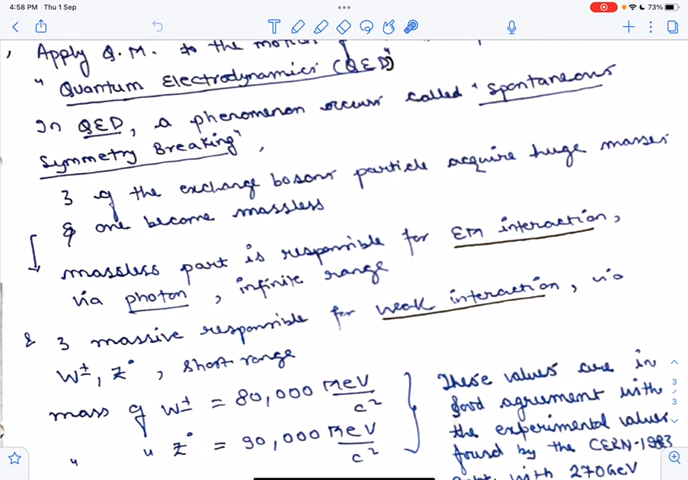 4:58 PM Thu 1 Sep
73%
, Apply Q.M. to the motion
" Quantum Electrodynamics (QED)"
In QED, a phenomenon occurs called "Spontaneous
Symmetry Breaking",
3 of the exchange bosons particle acquire huge masses
& one become massless
massless part is responsible for EM interaction,
via photon, infinite range
& 3 massive responsible for weak interaction, via
W±, Z°, short range
mass of W± = 80,000 MeV/c²
" " Z° = 90,000 MeV/c²
These values are in
good agreement with
the experimental values
found by the CERN-1983
with 270GeV
3
3